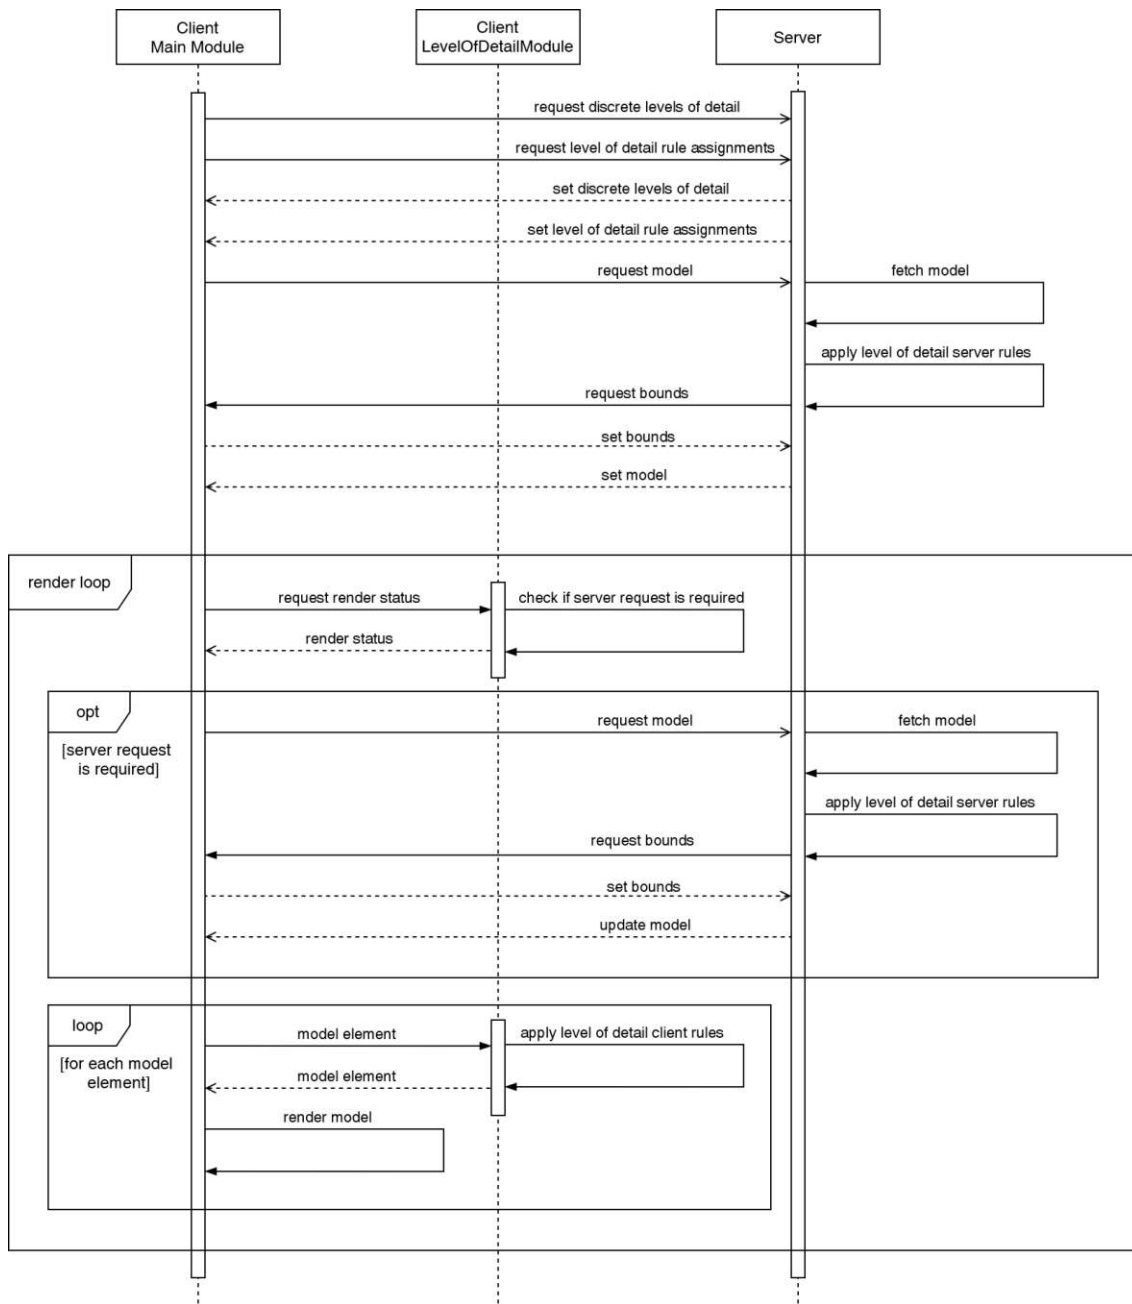 Client
Main Module
Client
LevelOfDetailModule
Server
request discrete levels of detail
request level of detail rule assignments
set discrete levels of detail
set level of detail rule assignments
request model
fetch model
apply level of detail server rules
request bounds
set bounds
set model
render loop
request render status
check if server request is required
render status
opt
[server request
is required]
request model
fetch model
apply level of detail server rules
request bounds
set bounds
update model
loop
[for each model
element]
model element
apply level of detail client rules
model element
render model